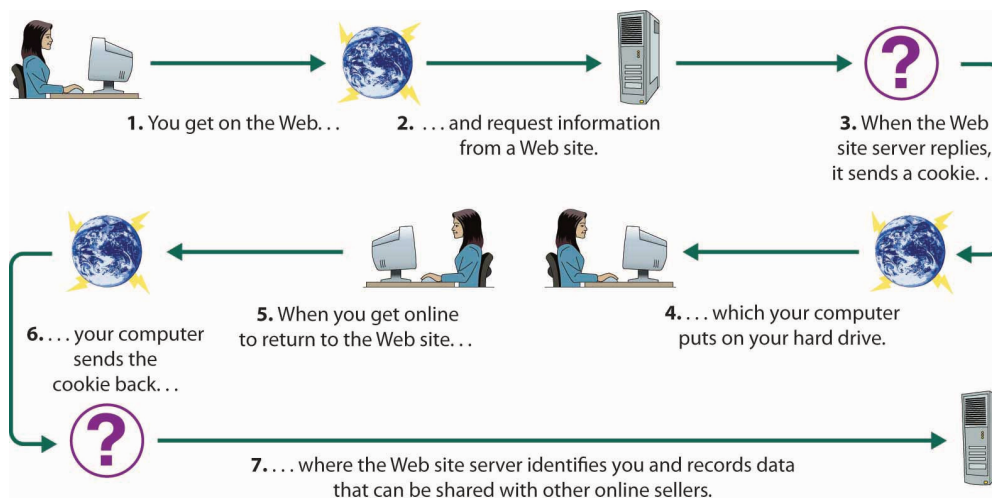 ?
1. You get on the Web. . .
2. . . . and request information
from a Web site.
3. When the Web
site server replies,
it sends a cookie. .
4. . . . which your computer
puts on your hard drive.
5. When you get online
to return to the Web site. . .
6. . . . your computer
sends the
cookie back. . .
?
7. . . . where the Web site server identifies you and records data
that can be shared with other online sellers.